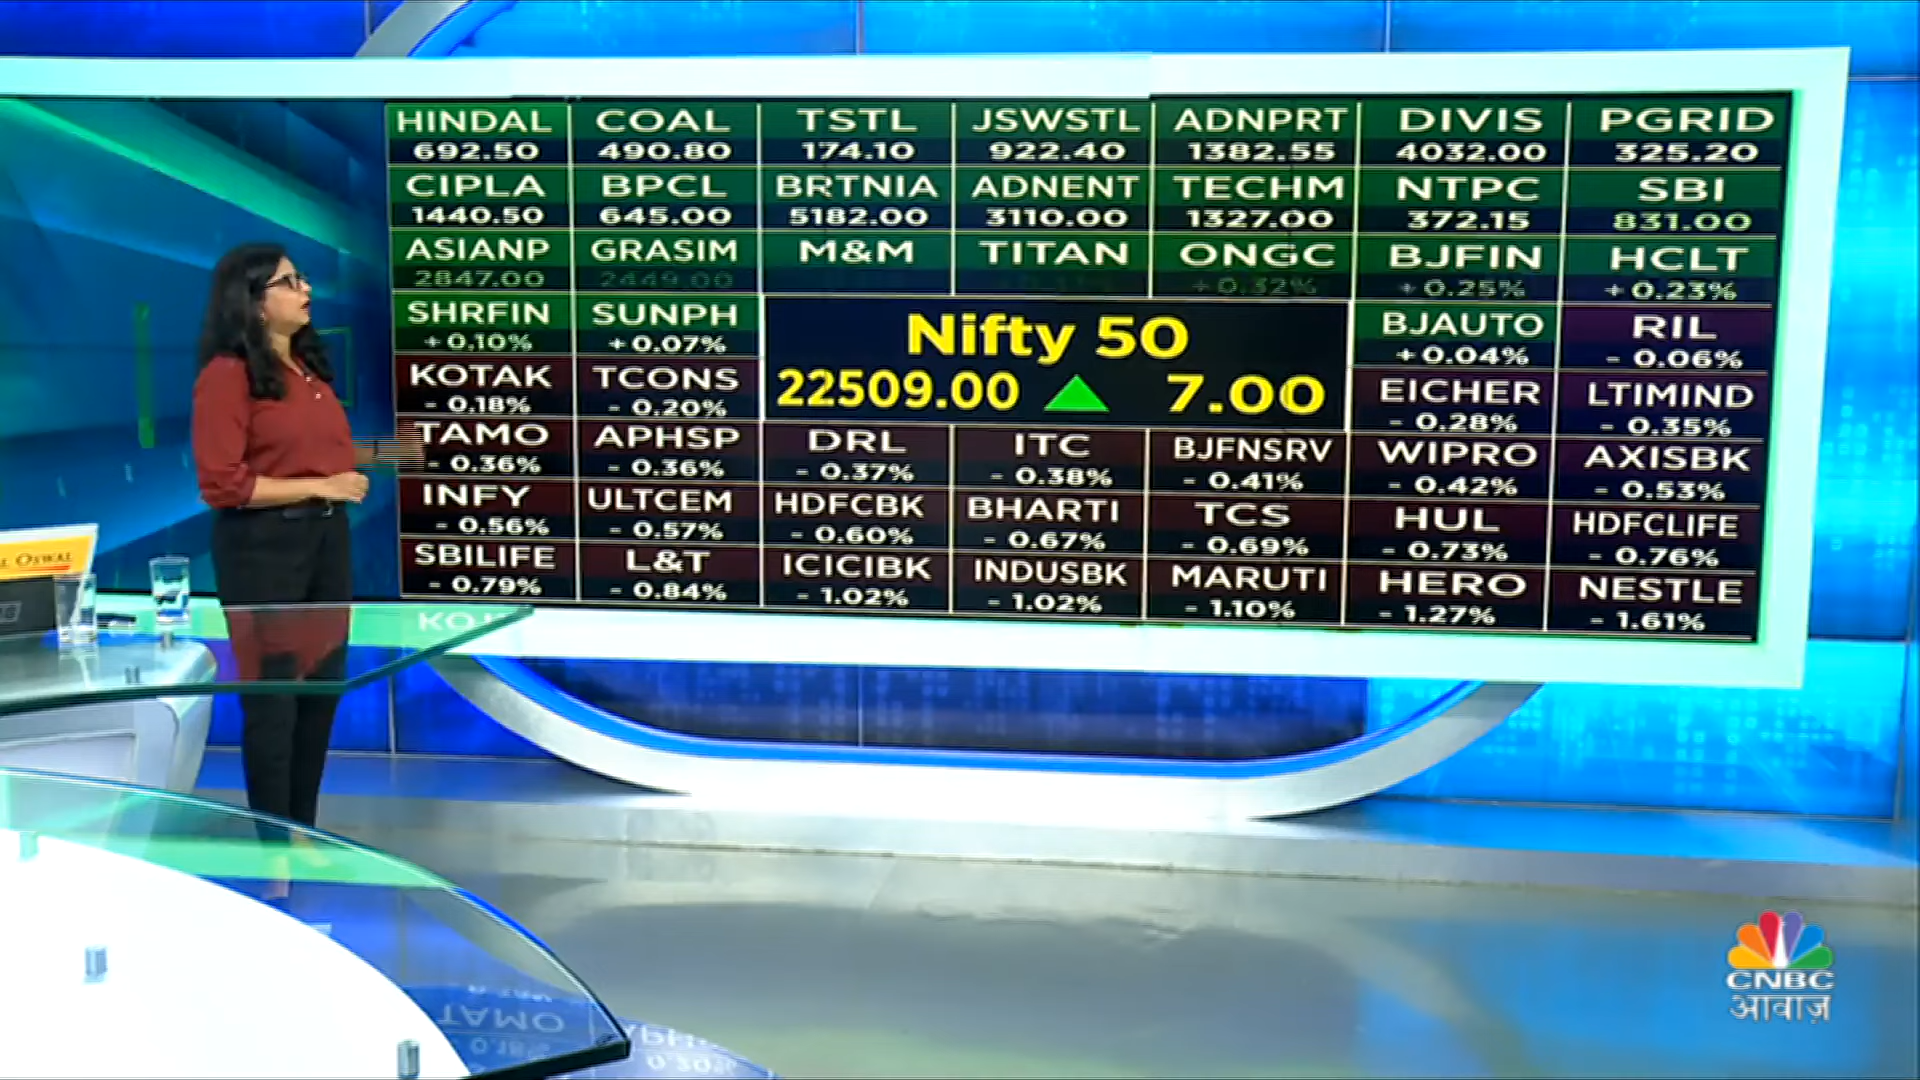 HINDAL COAL TSTL JSWSTL ADNPRT DIVIS PGRID
692.50 490.80 174.10 922.40 1382.55 4032.00 325.20
CIPLA BPCL BRTNIA ADNENT TECHM NTPC SBI
1440.50 645.00 5182.00 3110.00 1327.00 372.15 831.00
ASIANP GRASIM M&M TITAN ONGC BJFIN HCLT
2847.00 2449.00 +0.32% +0.25% +0.23%
SHRFIN SUNPH Nifty 50 BJAUTO RIL
+0.10% +0.07% +0.04% - 0.06%
KOTAK TCONS 22509.00 7.00 EICHER LTIMIND
- 0.18% - 0.20% - 0.28% - 0.35%
TAMO APHSP DRL ITC BJFNSRV WIPRO AXISBK
- 0.36% - 0.36% - 0.37% - 0.38% - 0.41% - 0.42% - 0.53%
INFY ULTCEM HDFCBK BHARTI TCS HUL HDFCLIFE
- 0.56% - 0.57% - 0.60% - 0.67% - 0.69% - 0.73% - 0.76%
SBILIFE L&T ICICIBK INDUSBK MARUTI HERO NESTLE
- 0.79% - 0.84% - 1.02% - 1.02% - 1.10% - 1.27% - 1.61%
OSWAL
CNBC
आवाज़